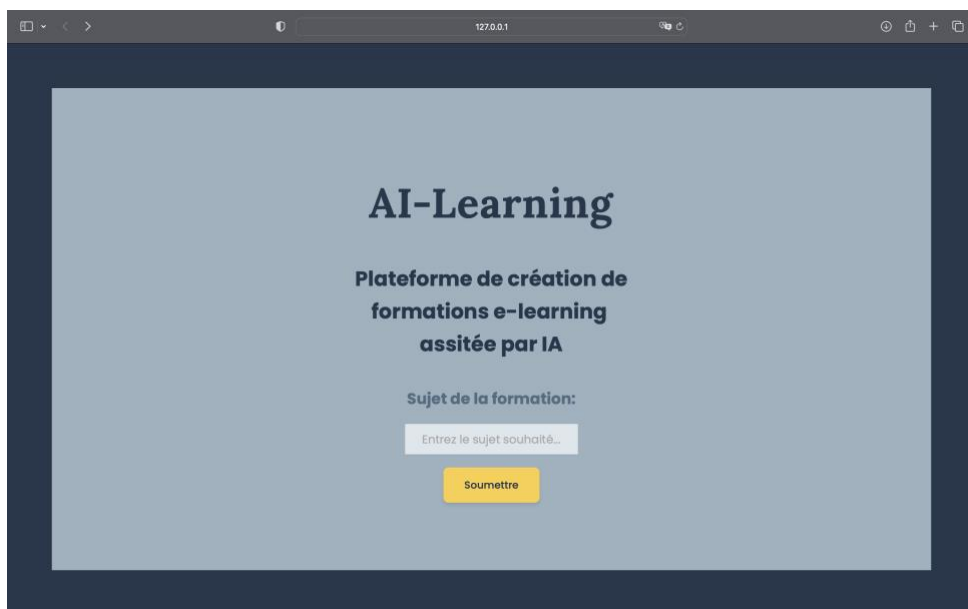 127.0.0.1
AI-Learning
Plateforme de création de
formations e-learning
assitée par IA
Sujet de la formation:
Entrez le sujet souhaité...
Soumettre